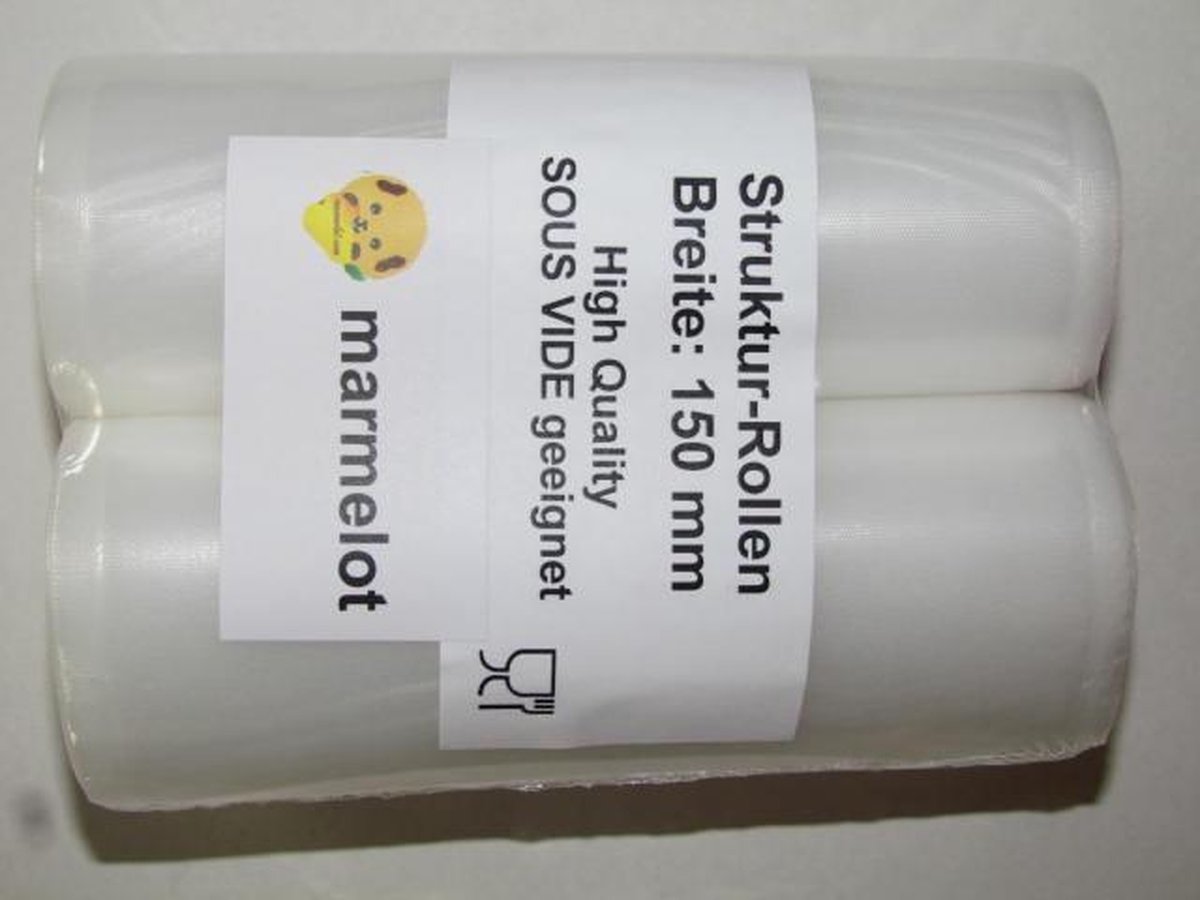 Struktur-Rollen
Breite: 150 mm
High Quality
SOUS VIDE geeignet
marmelot